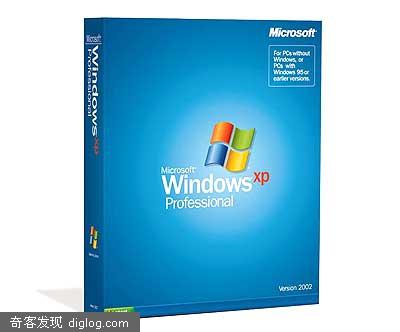 Microsoft
For PCs without
Windows, or
PCs with
Windows 95 or
earlier versions.
Microsoft
Windows xp
Professional
Version 2002
Microsoft
Windows xp
Professional
奇客发现 diglog.com